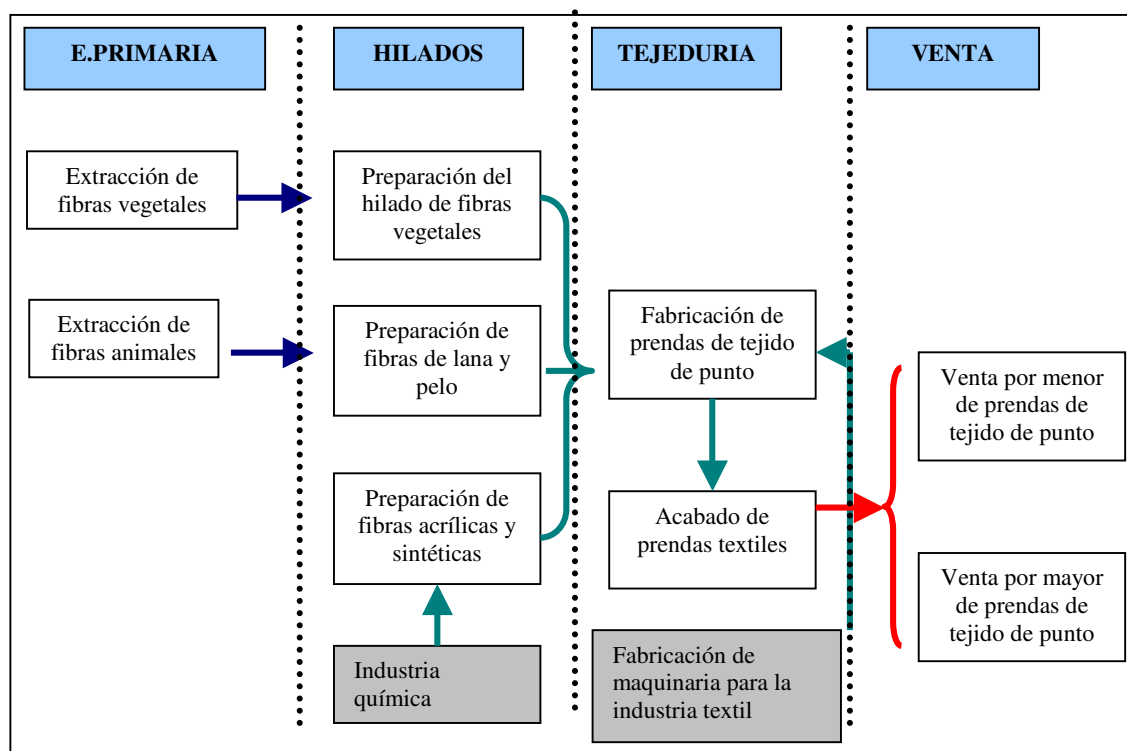 E.PRIMARIA
HILADOS
TEJEDURIA
VENTA
Extracción de
fibras vegetales
Extracción de
fibras animales
Preparación del
hilado de fibras
vegetales
Preparación de
fibras de lana y
pelo
Preparación de
fibras acrílicas y
sintéticas
Industria
química
Fabricación de
prendas de tejido
de punto
Acabado de
prendas textiles
Fabricación de
maquinaria para la
industria textil
Venta por menor
de prendas de
tejido de punto
Venta por mayor
de prendas de
tejido de punto